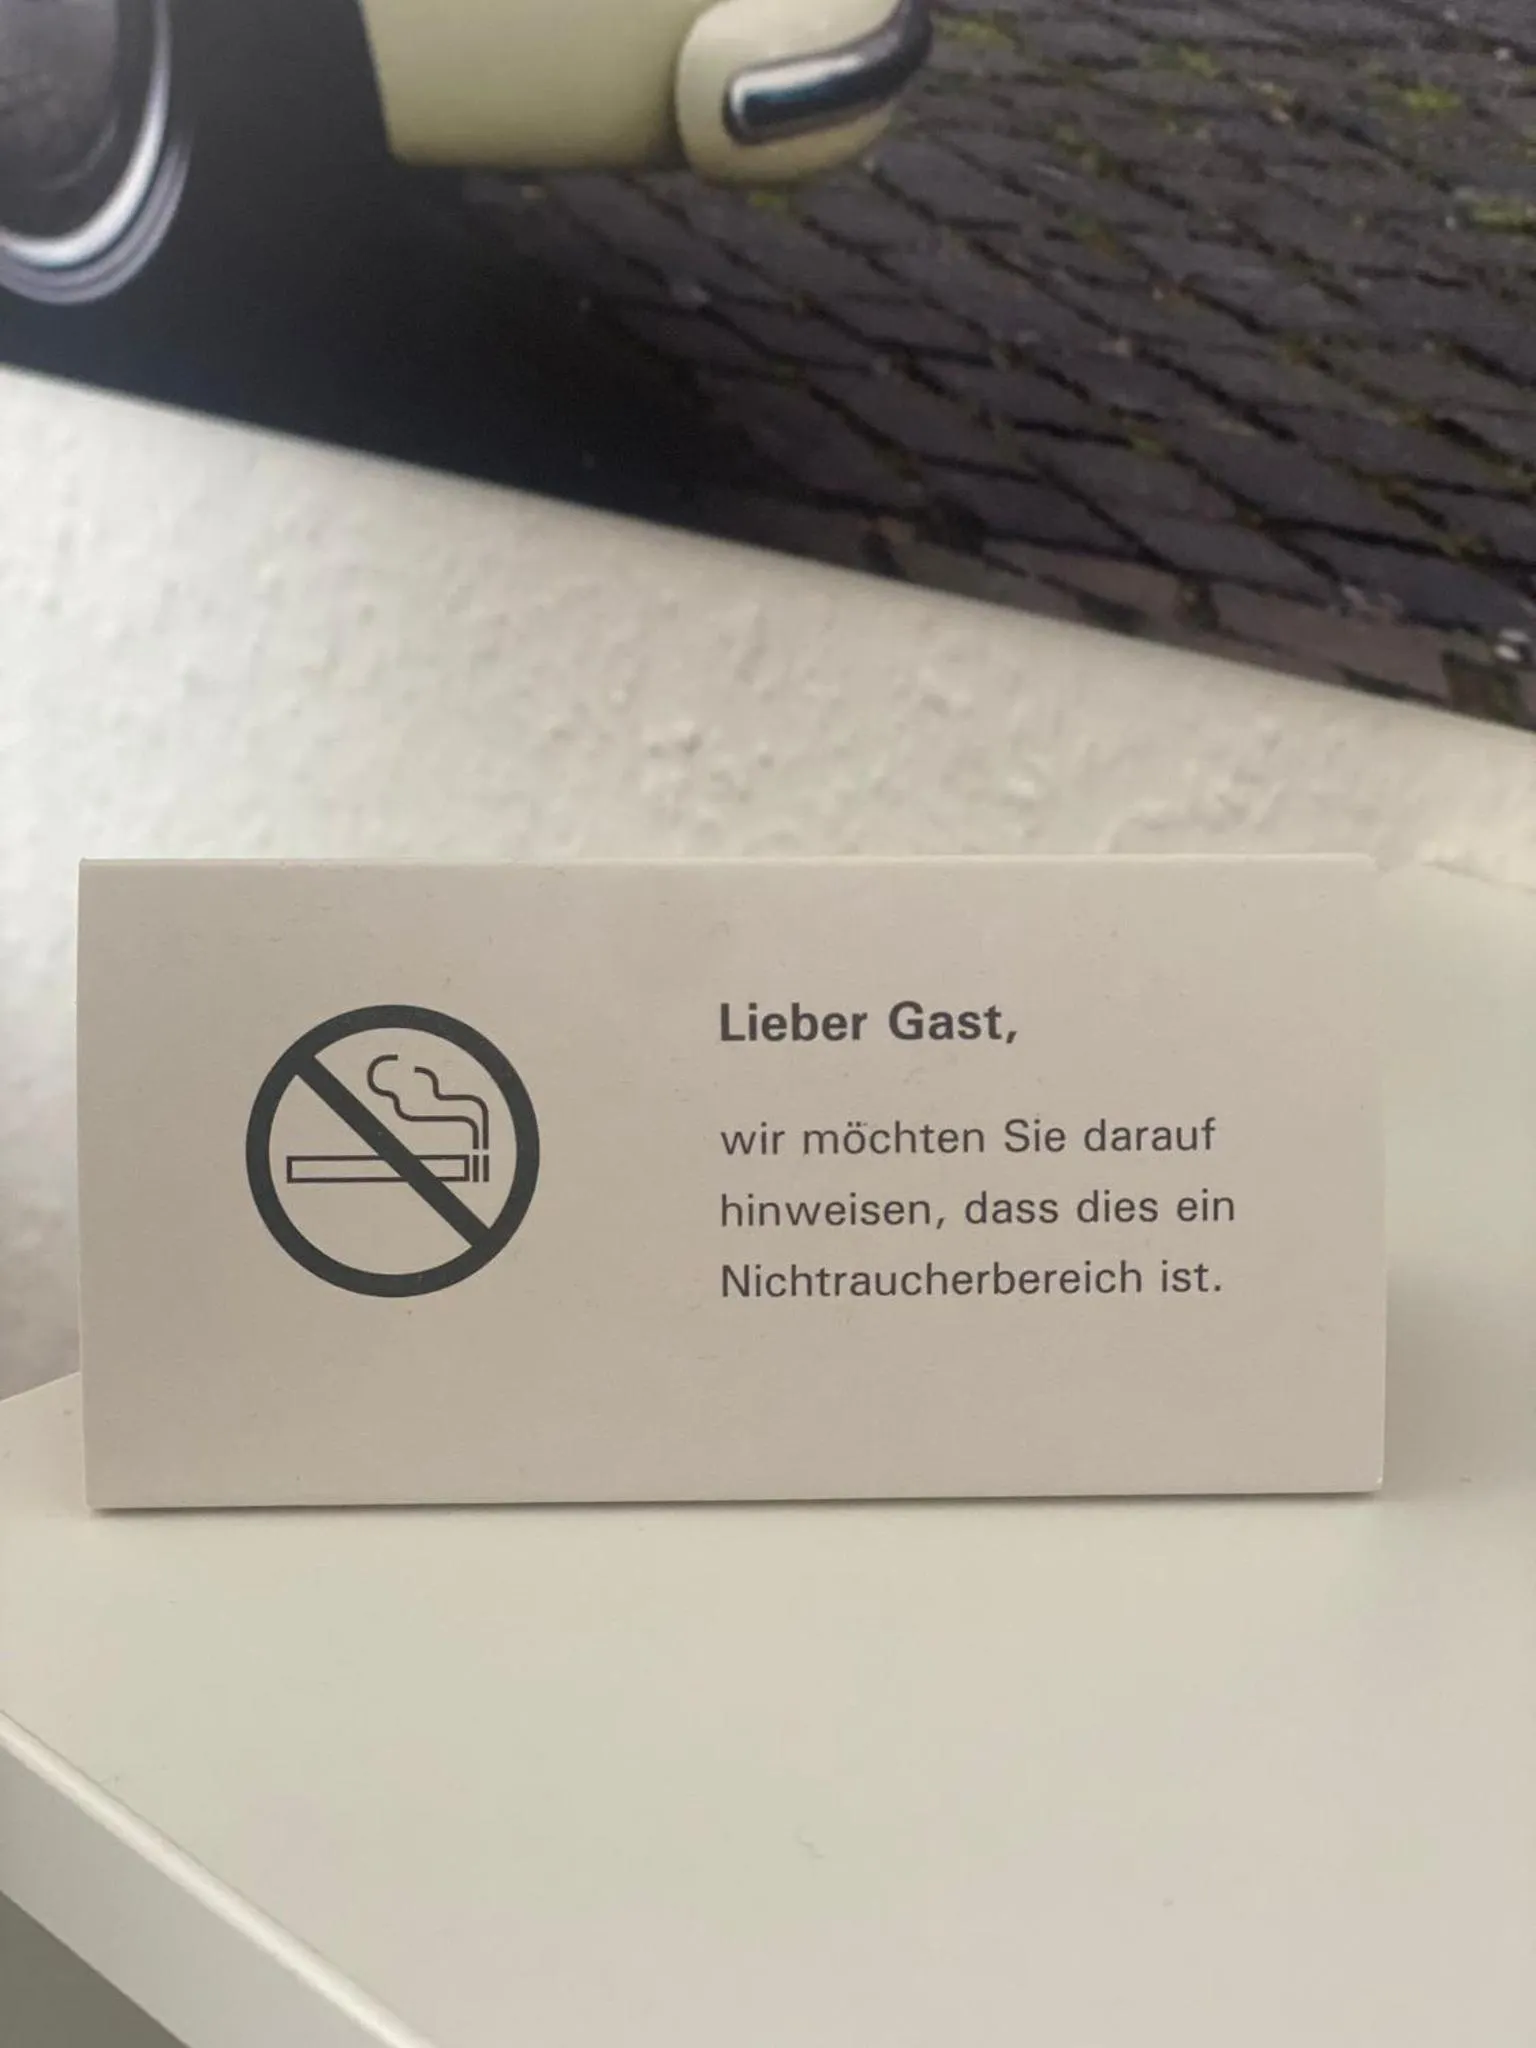 Lieber Gast,
wir möchten Sie darauf
hinweisen, dass dies ein
Nichtraucherbereich ist.